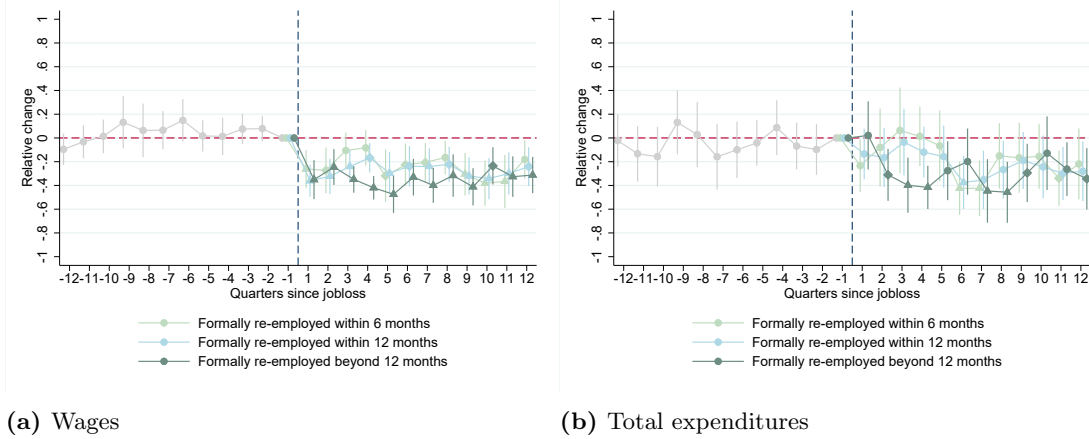 1
.8
.6
.4
.2
0
-.2
-.4
-.6
-.8
-1
Relative change
-12 -11 -10 -9 -8 -7 -6 -5 -4 -3 -2 -1 1 2 3 4 5 6 7 8 9 10 11 12
Quarters since jobloss
Formally re-employed within 6 months
Formally re-employed within 12 months
Formally re-employed beyond 12 months
(a) Wages
1
.8
.6
.4
.2
0
-.2
-.4
-.6
-.8
-1
Relative change
-12 -11 -10 -9 -8 -7 -6 -5 -4 -3 -2 -1 1 2 3 4 5 6 7 8 9 10 11 12
Quarters since jobloss
Formally re-employed within 6 months
Formally re-employed within 12 months
Formally re-employed beyond 12 months
(b) Total expenditures